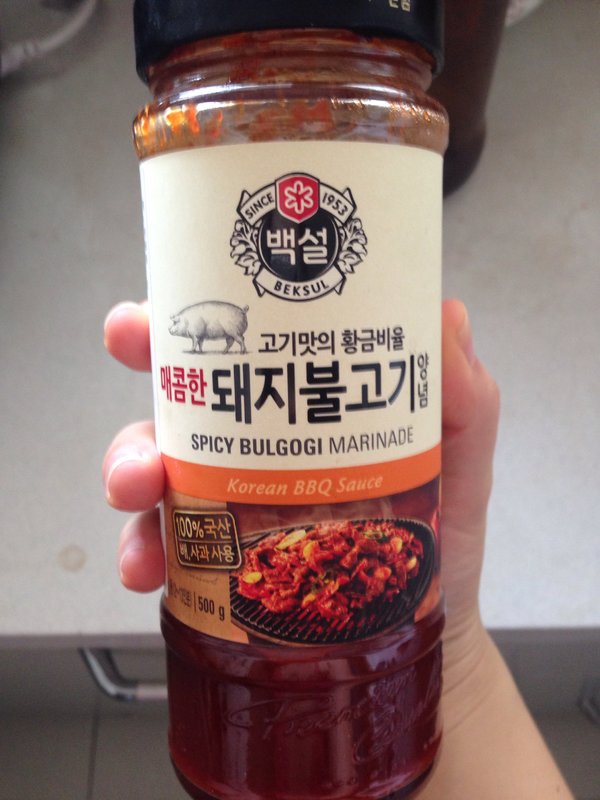 SINCE 1953
백설
BEKSUL
고기맛의 황금비율
매콤한 돼지불고기 양념
SPICY BULGOGI MARINADE
Korean BBQ Sauce
100% 국산
배, 사과 사용
500 g